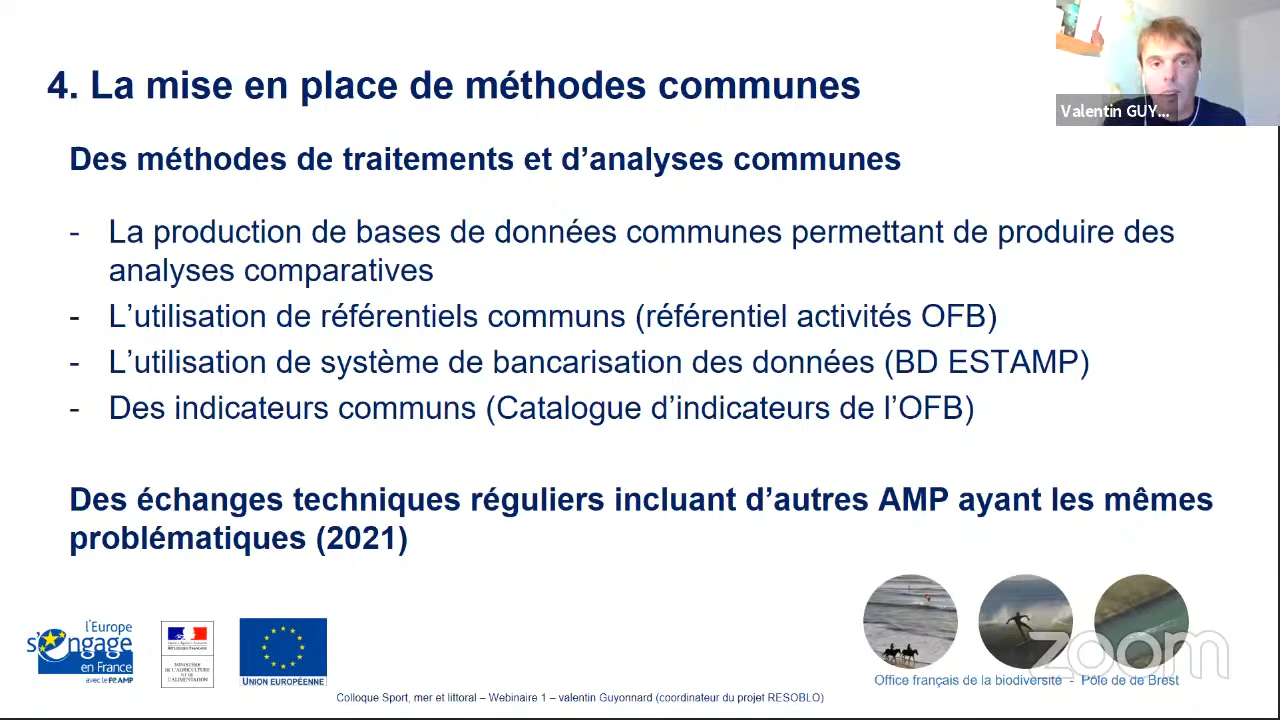 4. La mise en place de méthodes communes
Valentin GUY...
Des méthodes de traitements et d’analyses communes
- La production de bases de données communes permettant de produire des
analyses comparatives
- L’utilisation de référentiels communs (référentiel activités OFB)
- L’utilisation de système de bancarisation des données (BD ESTAMP)
- Des indicateurs communs (Catalogue d’indicateurs de l’OFB)
Des échanges techniques réguliers incluant d’autres AMP ayant les mêmes
problématiques (2021)
l'Europe
s'engage
en France
avec le FEAMP
MINISTÈRE
DE L'AGRICULTURE
ET DE
L'ALIMENTATION
UNION EUROPÉENNE
zoom
Office français de la biodiversité - Pôle de de Brest
Colloque Sport, mer et littoral – Webinaire 1 – valentin Guyonnard (coordinateur du projet RESOBLO)